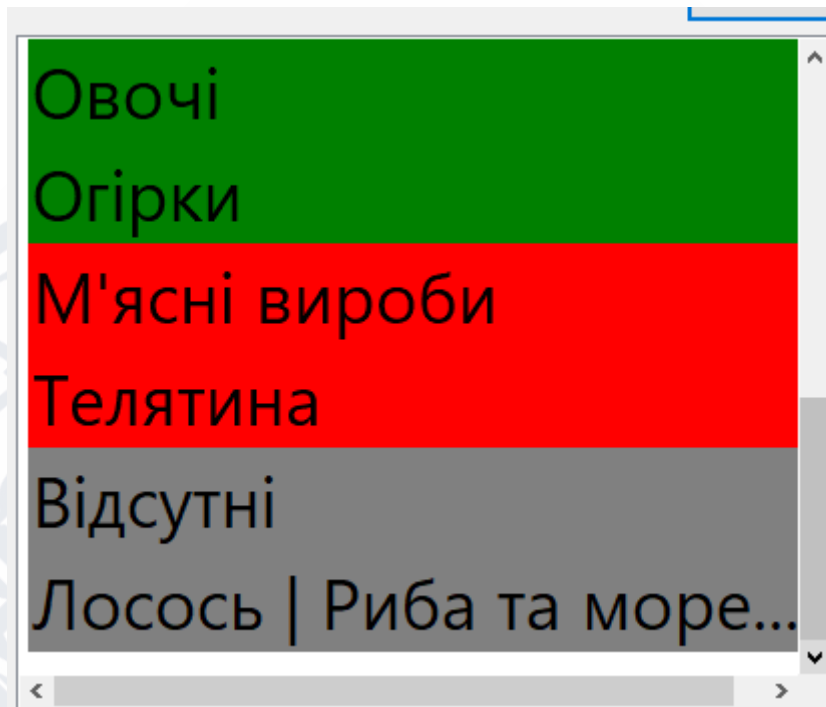 Овочі
Огірки
М'ясні вироби
Телятина
Відсутні
Лосось | Риба та море...